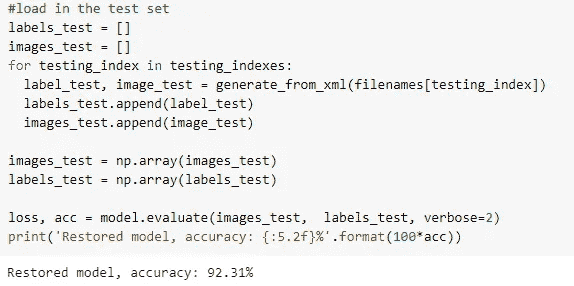 #load in the test set
labels_test = []
images_test = []
for testing_index in testing_indexes:
  label_test, image_test = generate_from_xml(filenames[testing_index])
  labels_test.append(label_test)
  images_test.append(image_test)

images_test = np.array(images_test)
labels_test = np.array(labels_test)

loss, acc = model.evaluate(images_test,  labels_test, verbose=2)
print('Restored model, accuracy: {:5.2f}%'.format(100*acc))

Restored model, accuracy: 92.31%